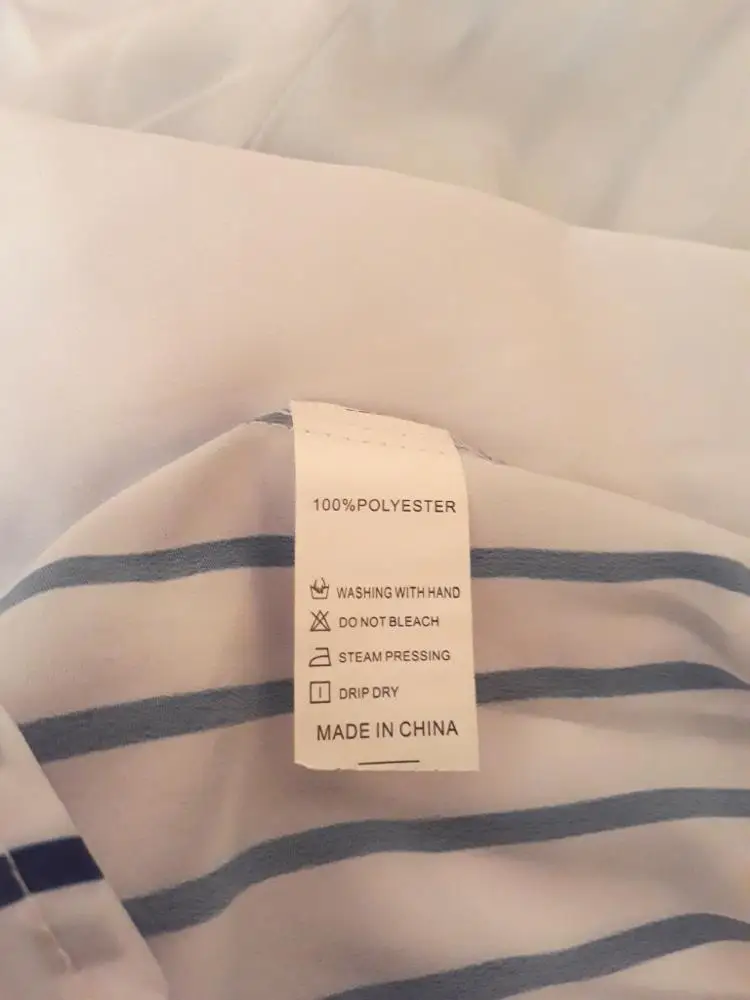 100%POLYESTER
WASHING WITH HAND
DO NOT BLEACH
STEAM PRESSING
DRIP DRY
MADE IN CHINA